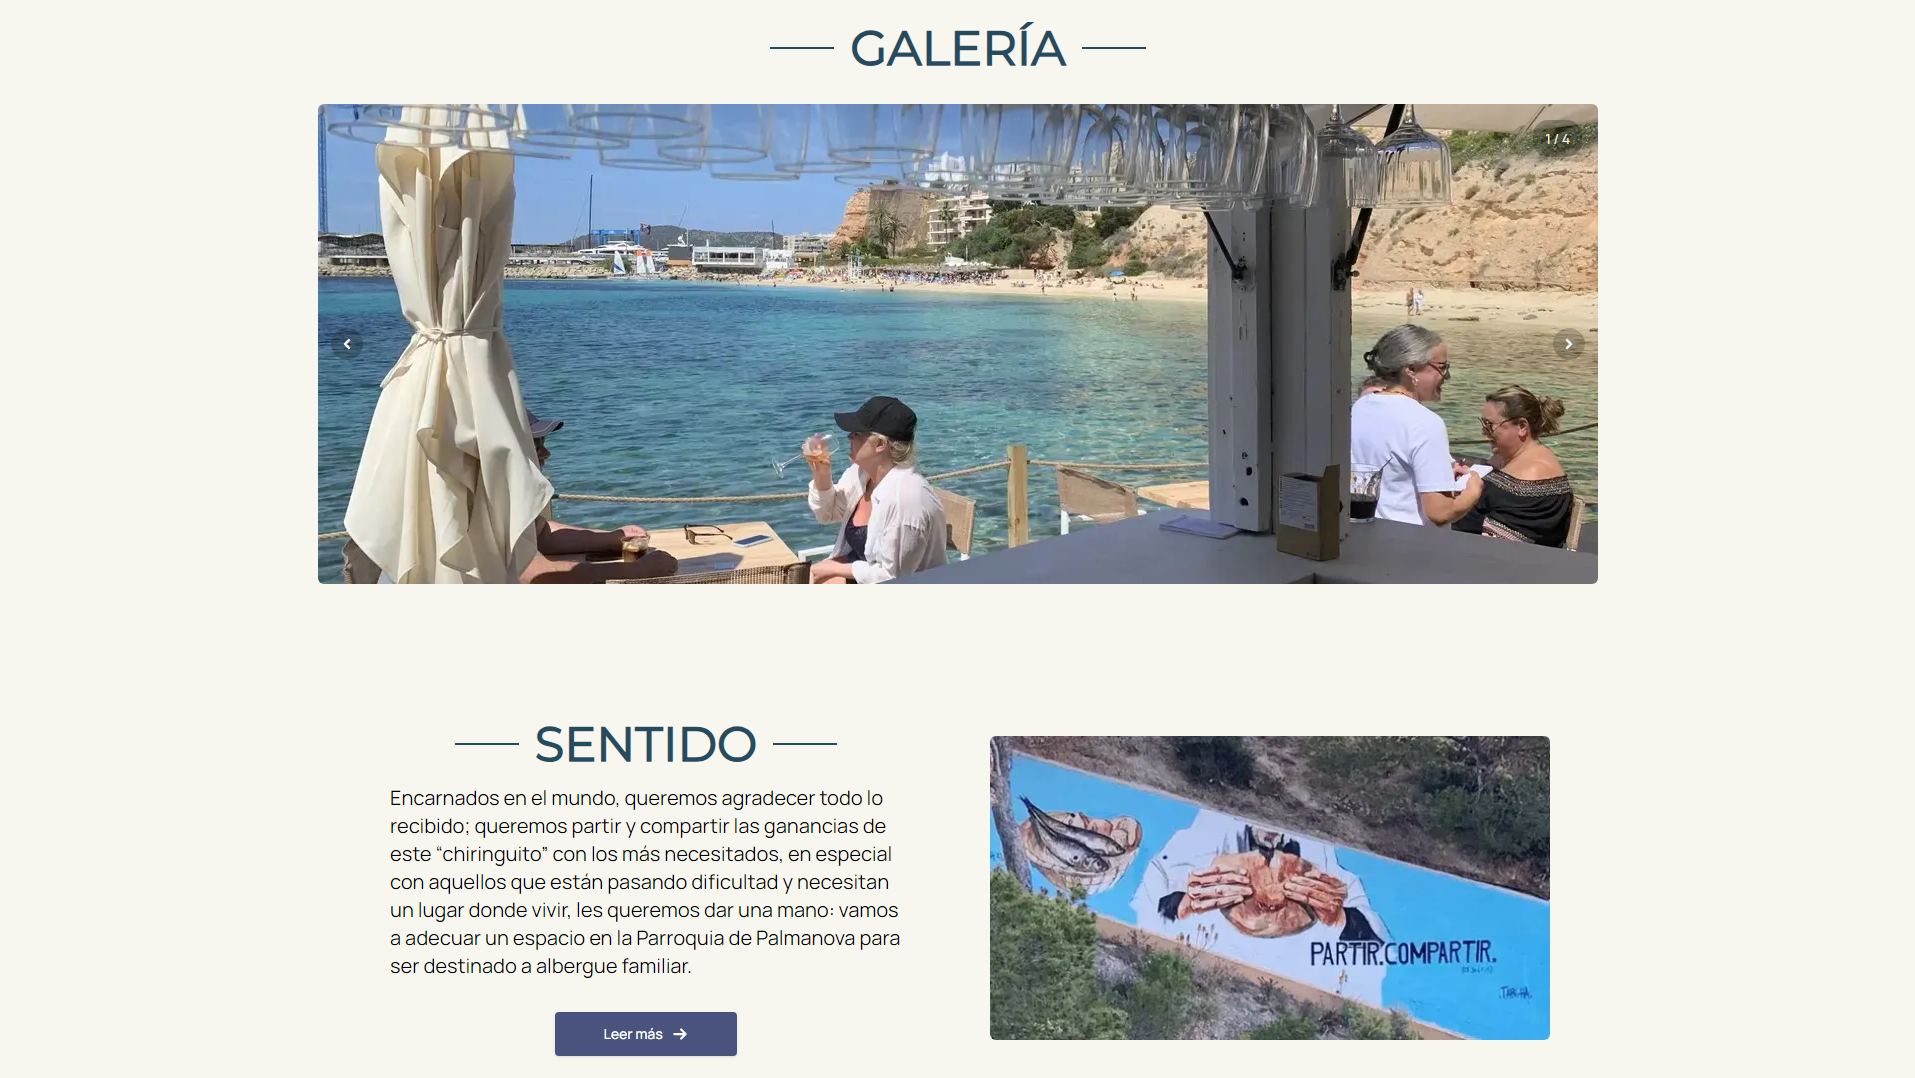 GALERÍA
1 / 4
SENTIDO
Encarnados en el mundo, queremos agradecer todo lo
recibido; queremos partir y compartir las ganancias de
este “chiringuito” con los más necesitados, en especial
con aquellos que están pasando dificultad y necesitan
un lugar donde vivir, les queremos dar una mano: vamos
a adecuar un espacio en la Parroquia de Palmanova para
ser destinado a albergue familiar.
Leer más
PARTIR.COMPARTIR.